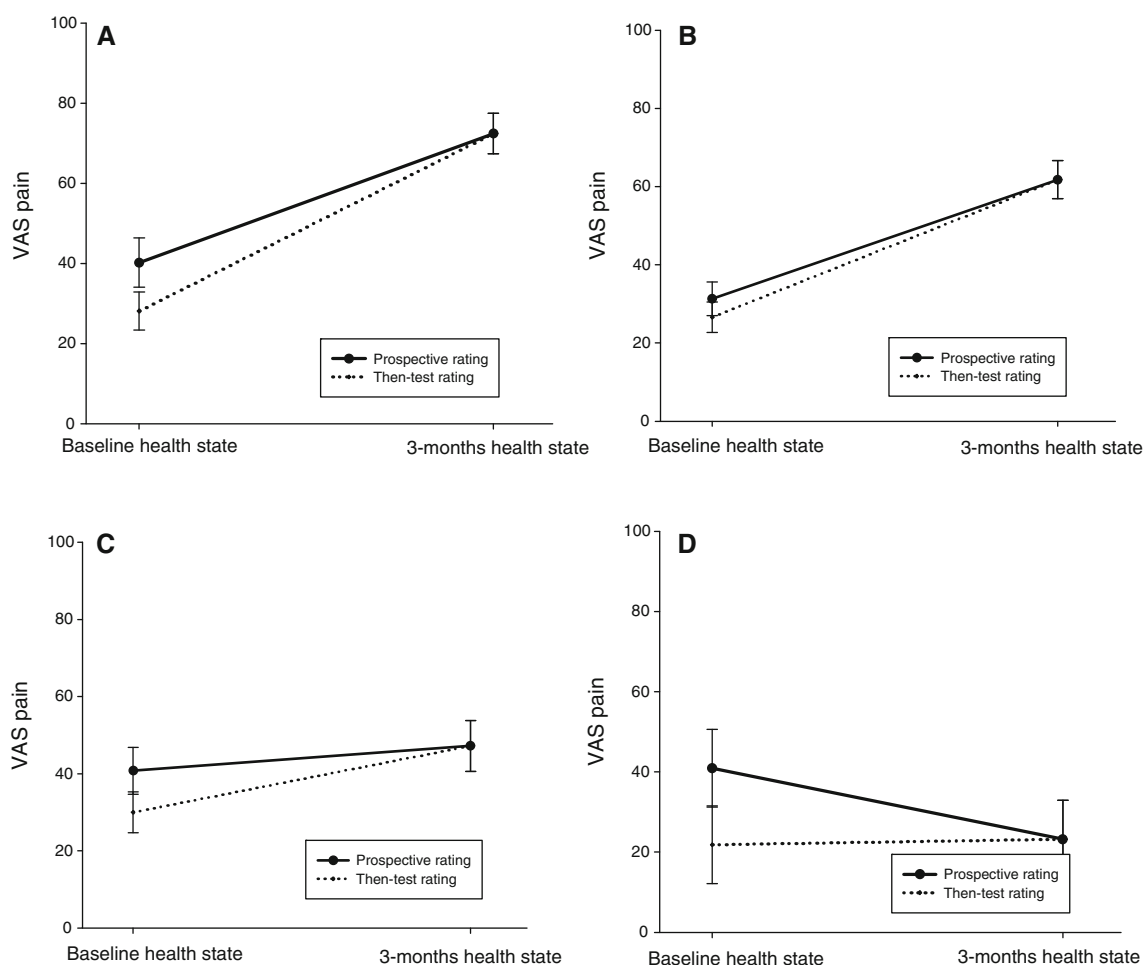 A
VAS pain
100
80
60
40
20
0
Prospective rating
Then-test rating
Baseline health state
3-months health state
B
VAS pain
100
80
60
40
20
0
Prospective rating
Then-test rating
Baseline health state
3-months health state
C
VAS pain
100
80
60
40
20
0
Prospective rating
Then-test rating
Baseline health state
3-months health state
D
VAS pain
100
80
60
40
20
0
Prospective rating
Then-test rating
Baseline health state
3-months health state